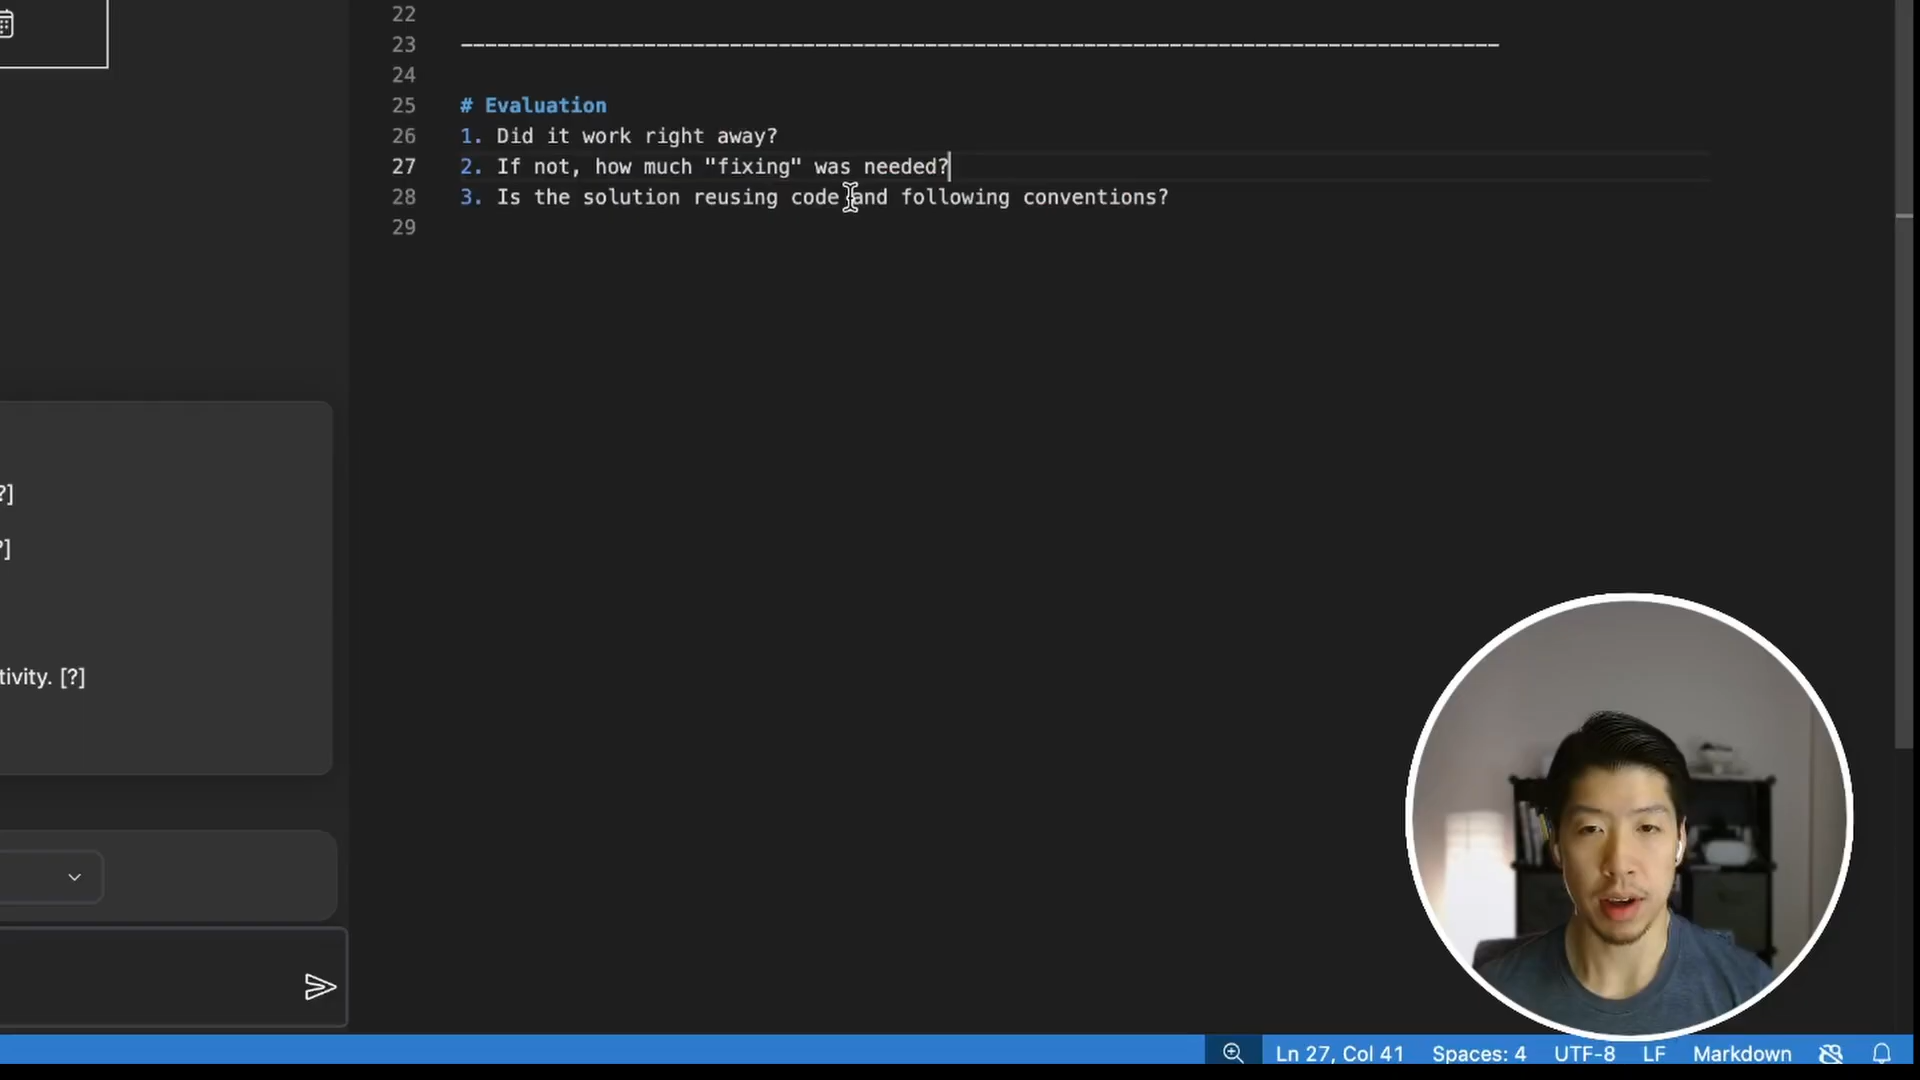 22
23 --------------------------------------------------------------------------------------
24
25 # Evaluation
26 1. Did it work right away?
27 2. If not, how much "fixing" was needed?
28 3. Is the solution reusing code and following conventions?
29
?]
?]
tivity. [?]
Ln 27, Col 41 Spaces: 4 UTF-8 LF Markdown